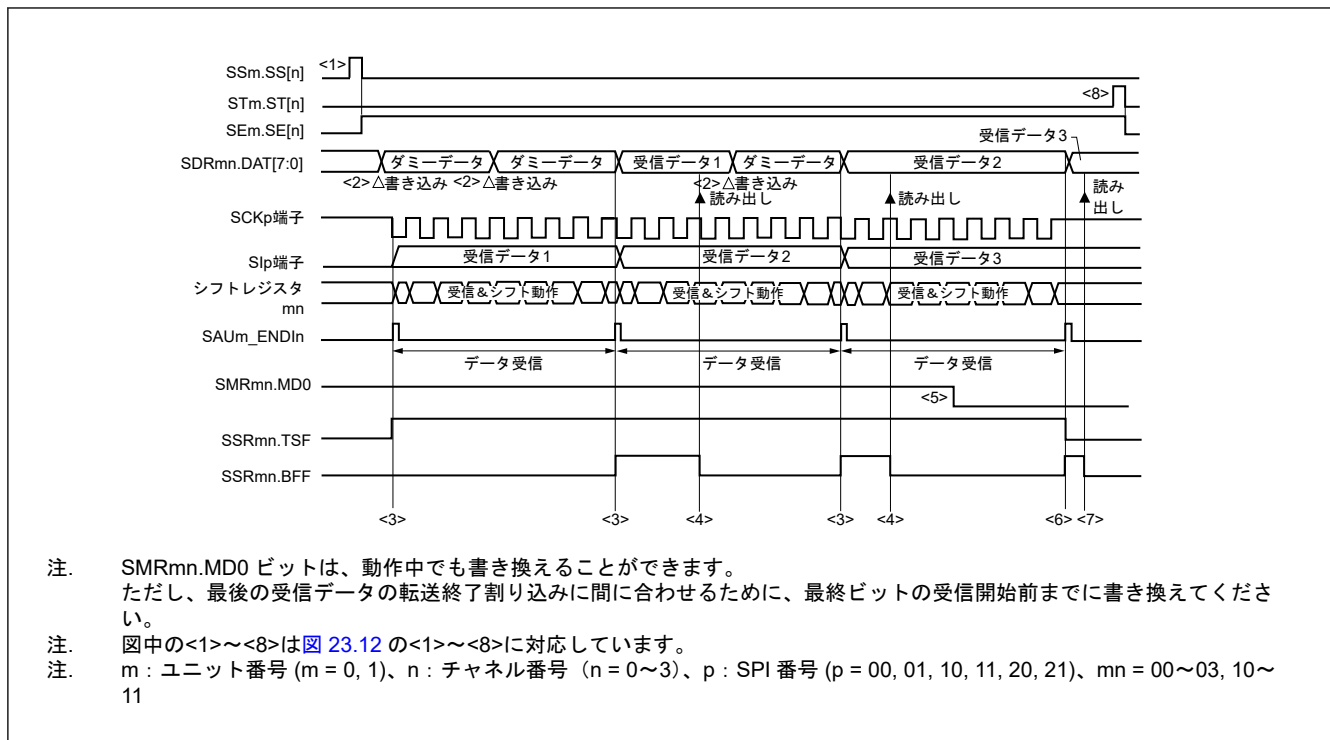 SSm.SS[n] <1>
STm.ST[n] <8>
SEm.SE[n]
受信データ3
SDRmn.DAT[7:0] ダミーデータ ダミーデータ 受信データ1 ダミーデータ 受信データ2
<2>△書き込み <2>△書き込み <2>△書き込み
▲読み出し ▲読み出し ▲読み出し
SCKp端子
SIp端子 受信データ1 受信データ2 受信データ3
シフトレジスタmn 受信&シフト動作 受信&シフト動作 受信&シフト動作
SAUm_ENDIn
データ受信 データ受信 データ受信
SMRmn.MD0 <5>
SSRmn.TSF
SSRmn.BFF
<3> <3> <4> <3> <4> <6> <7>
注. SMRmn.MD0 ビットは、動作中でも書き換えることができます。
ただし、最後の受信データの転送終了割り込みに間に合わせるために、最終ビットの受信開始前までに書き換えてくださ
い。
注. 図中の<1>～<8>は図 23.12 の<1>～<8>に対応しています。
注. m：ユニット番号 (m = 0, 1)、n：チャネル番号（n = 0～3）、p：SPI 番号 (p = 00, 01, 10, 11, 20, 21)、mn = 00～03, 10～
11